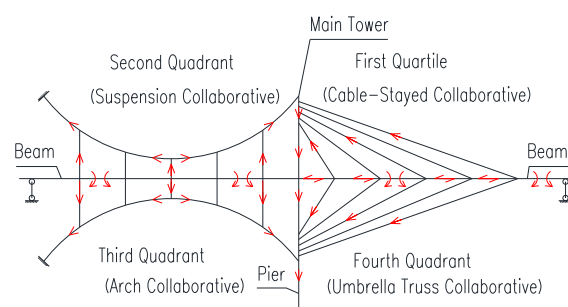 Main Tower
Second Quadrant
First Quartile
(Suspension Collaborative)
(Cable-Stayed Collaborative)
Beam
Beam
Third Quadrant
Fourth Quadrant
(Arch Collaborative)
Pier
(Umbrella Truss Collaborative)